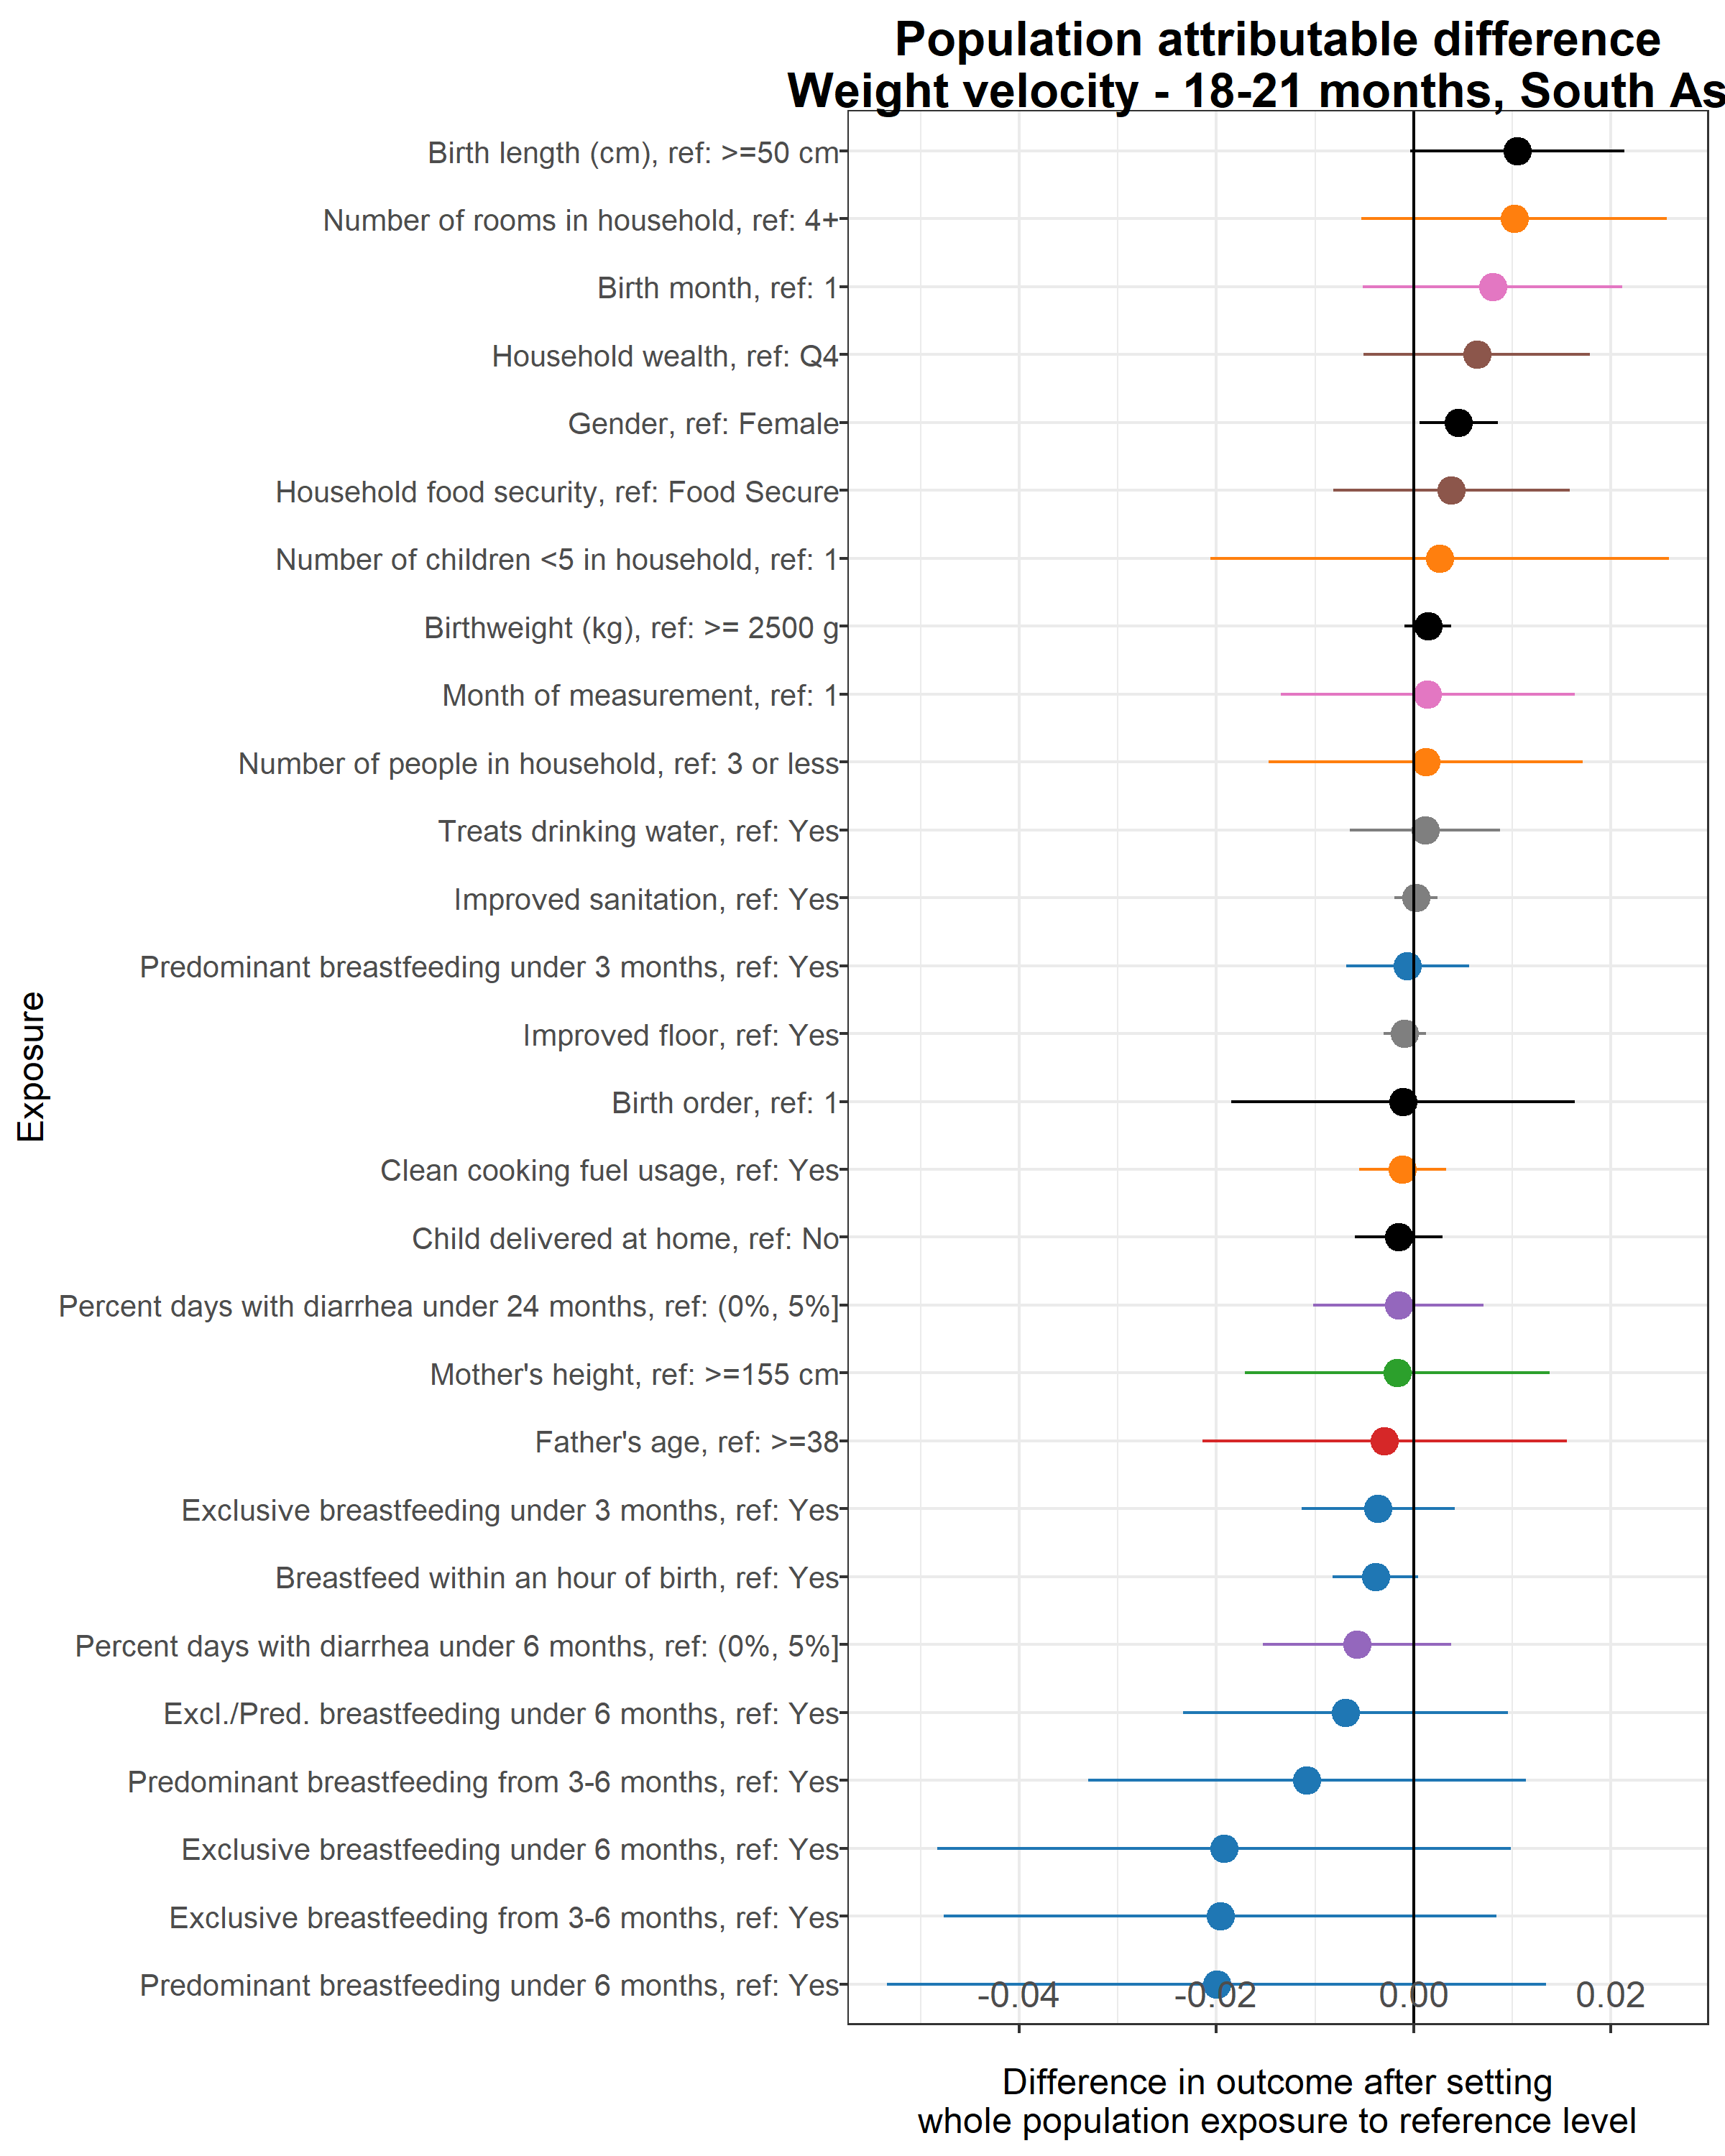 Population attributable difference
Weight velocity - 18-21 months, South As
Birth length (cm), ref: >=50 cm
Number of rooms in household, ref: 4+
Birth month, ref: 1
Household wealth, ref: Q4
Gender, ref: Female
Household food security, ref: Food Secure
Number of children <5 in household, ref: 1
Birthweight (kg), ref: >= 2500 g
Month of measurement, ref: 1
Number of people in household, ref: 3 or less
Treats drinking water, ref: Yes
Improved sanitation, ref: Yes
Predominant breastfeeding under 3 months, ref: Yes
Improved floor, ref: Yes
Birth order, ref: 1
Clean cooking fuel usage, ref: Yes
Child delivered at home, ref: No
Percent days with diarrhea under 24 months, ref: (0%, 5%]
Mother's height, ref: >=155 cm
Father's age, ref: >=38
Exclusive breastfeeding under 3 months, ref: Yes
Breastfeed within an hour of birth, ref: Yes
Percent days with diarrhea under 6 months, ref: (0%, 5%]
Excl./Pred. breastfeeding under 6 months, ref: Yes
Predominant breastfeeding from 3-6 months, ref: Yes
Exclusive breastfeeding under 6 months, ref: Yes
Exclusive breastfeeding from 3-6 months, ref: Yes
Predominant breastfeeding under 6 months, ref: Yes
Exposure
-0.04 -0.02 0.00 0.02
Difference in outcome after setting
whole population exposure to reference level